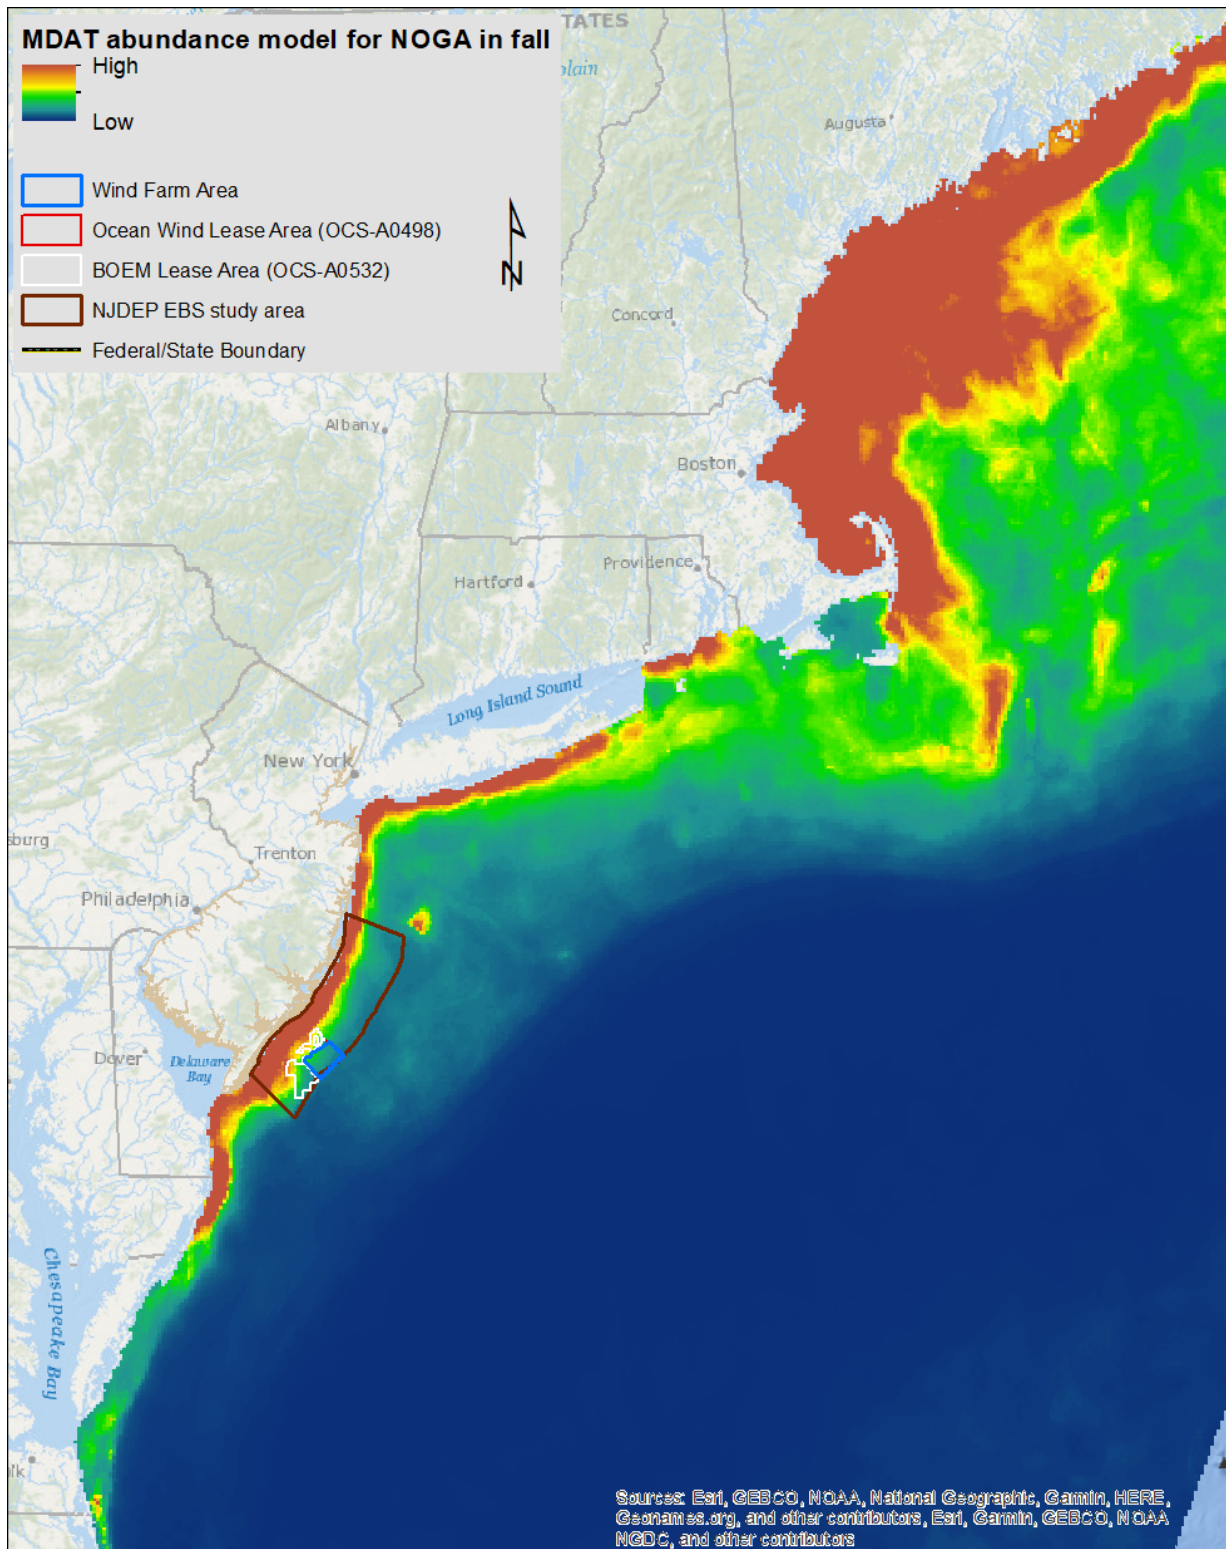 MDAT abundance model for NOGA in fall
High
Low
Wind Farm Area
Ocean Wind Lease Area (OCS-A0498)
BOEM Lease Area (OCS-A0532)
NJDEP EBS study area
Federal/State Boundary
N
TATES
plain
Augusta
Concord
Albany
Boston
Providence
Hartford
Long Island Sound
New York
sburg
Trenton
Philadelphia
Dover
Delaware
Bay
Chesapeake Bay
lk
Sources: Esri, GEBCO, NOAA, National Geographic, Garmin, HERE,
Geonames.org, and other contributors, Esri, Garmin, GEBCO, NOAA
NGDC, and other contributors